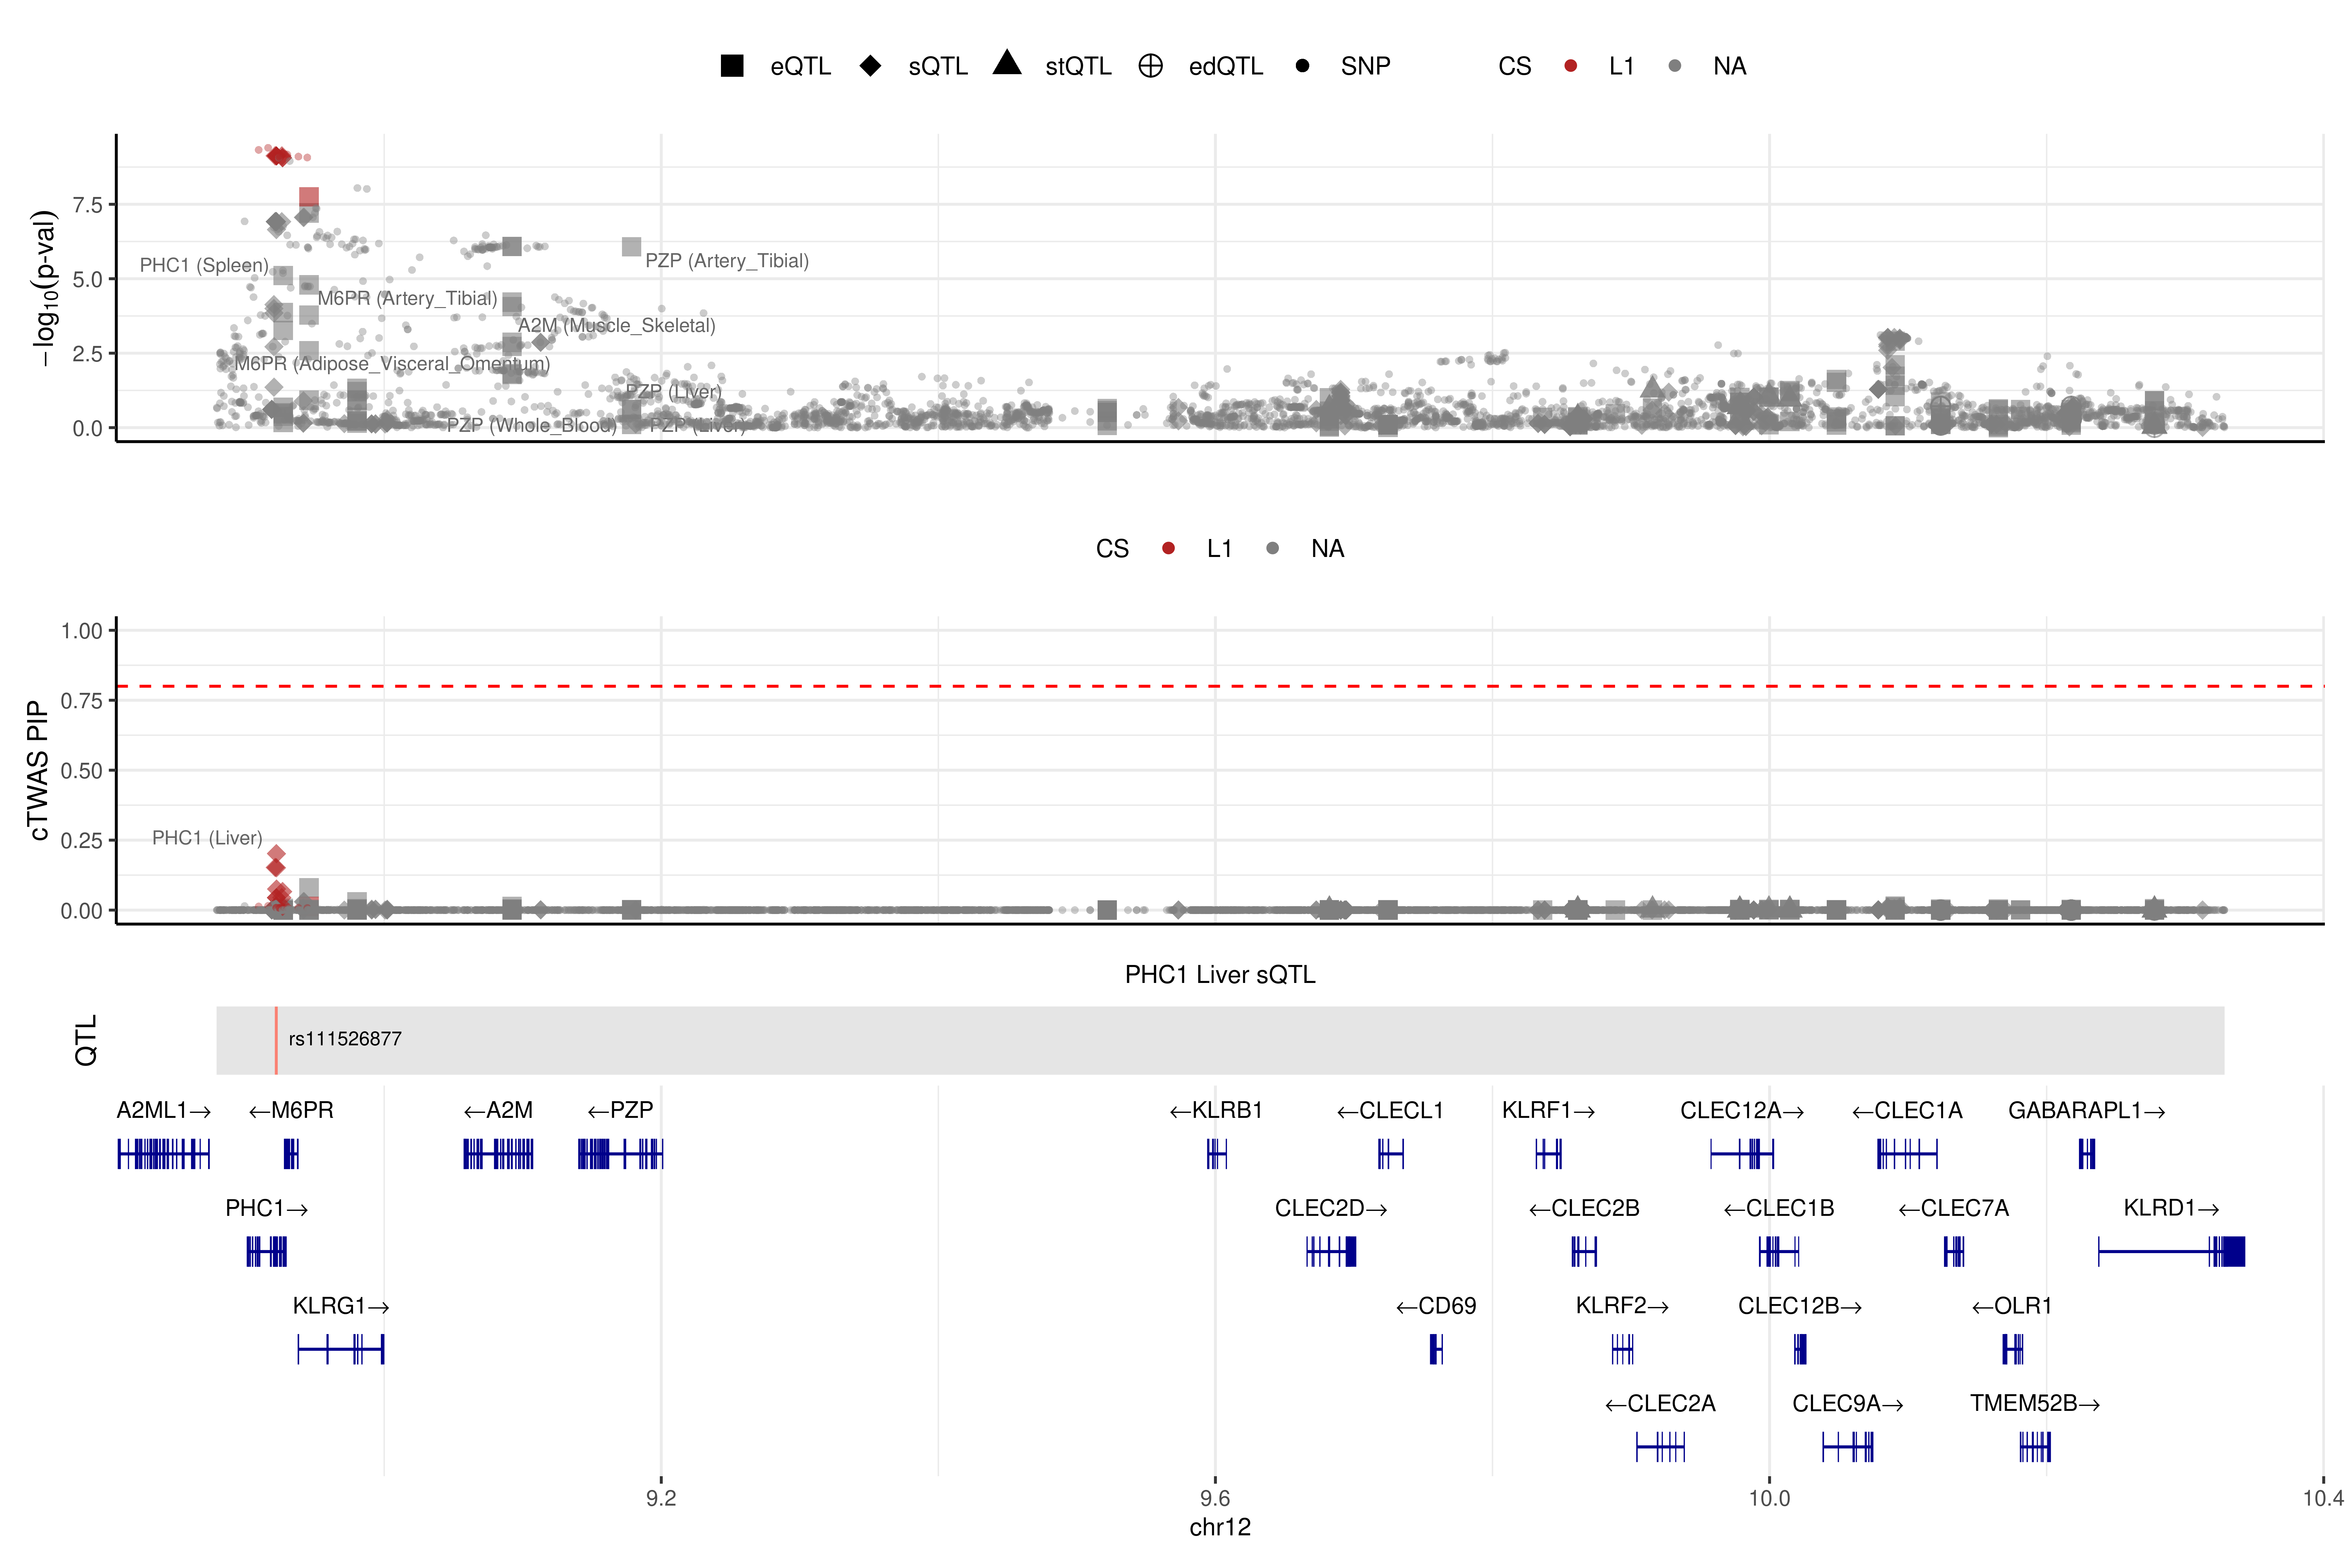 eQTL sQTL stQTL edQTL SNP CS L1 NA
−log10(p-val)
7.5
5.0
2.5
0.0
PHC1 (Spleen)
PZP (Artery_Tibial)
M6PR (Artery_Tibial)
A2M (Muscle_Skeletal)
M6PR (Adipose_Visceral_Omentum)
PZP (Liver)
PZP (Whole_Blood)
PZP (Liver)
CS L1 NA
cTWAS PIP
1.00
0.75
0.50
0.25
0.00
PHC1 (Liver)
PHC1 Liver sQTL
QTL
rs111526877
A2ML1→ ←M6PR ←A2M ←PZP ←KLRB1 ←CLECL1 KLRF1→ CLEC12A→ ←CLEC1A GABARAPL1→
PHC1→ CLEC2D→ ←CLEC2B ←CLEC1B ←CLEC7A KLRD1→
KLRG1→ ←CD69 KLRF2→ CLEC12B→ ←OLR1
←CLEC2A CLEC9A→ TMEM52B→
9.2 9.6 10.0 10.4
chr12